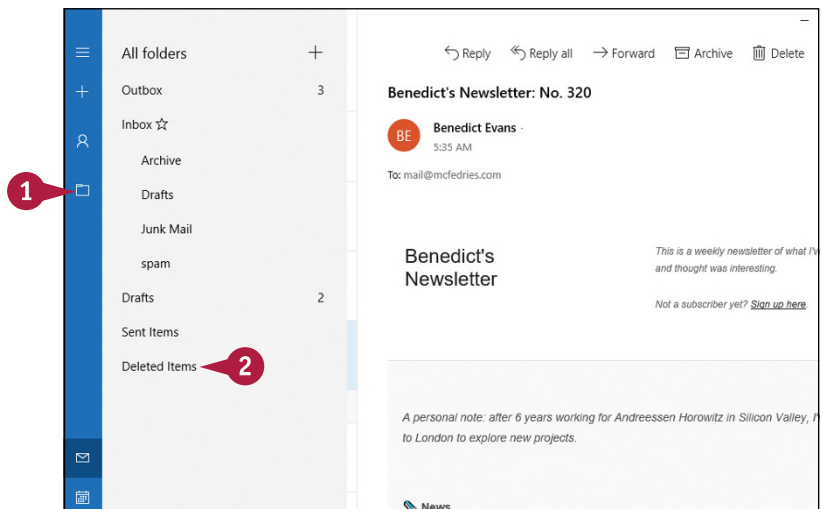 All folders +
Outbox 3
Inbox ☆
Archive
Drafts
Junk Mail
spam
Drafts 2
Sent Items
Deleted Items
1
2
Reply Reply all Forward Archive Delete
Benedict's Newsletter: No. 320
BE
Benedict Evans ·
5:35 AM
To: mail@mcfedries.com
Benedict's
Newsletter
This is a weekly newsletter of what I'v
and thought was interesting.
Not a subscriber yet? Sign up here.
A personal note: after 6 years working for Andreessen Horowitz in Silicon Valley, I'
to London to explore new projects.
News